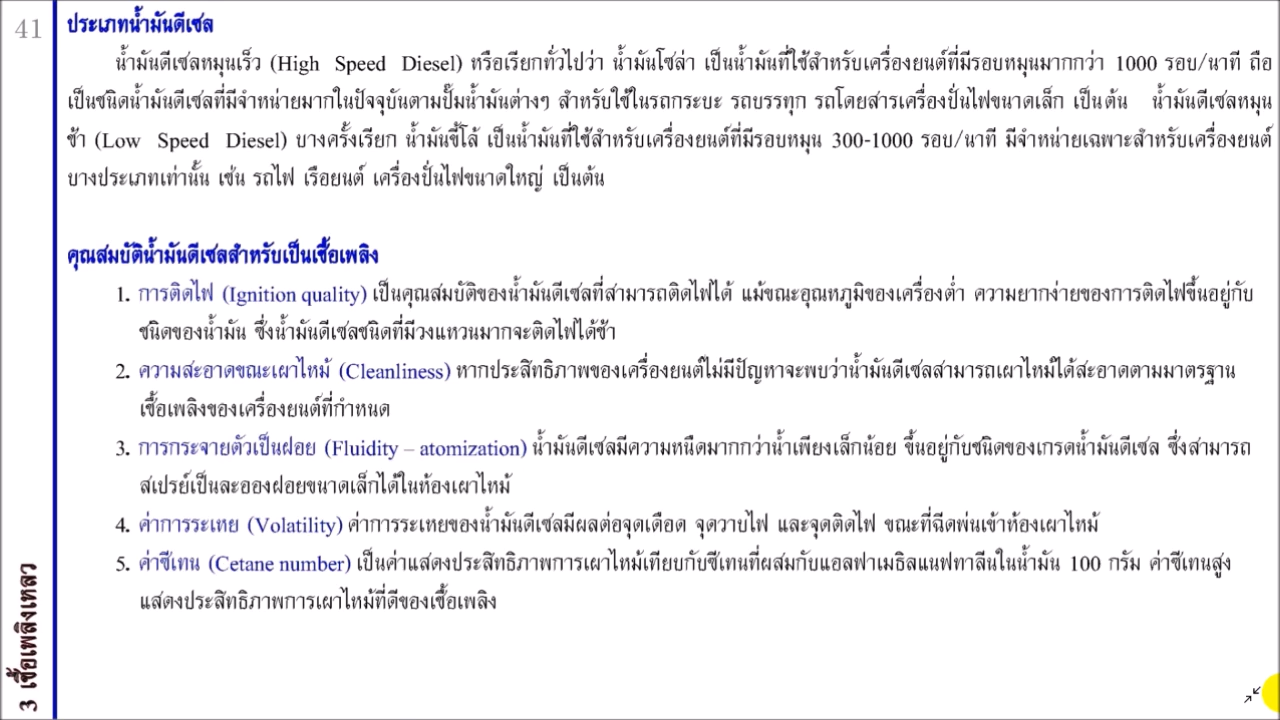 41
ประเภทน้ำมันดีเซล
น้ำมันดีเซลหมุนเร็ว (High Speed Diesel) หรือเรียกทั่วไปว่า น้ำมันโซล่า เป็นน้ำมันที่ใช้สำหรับเครื่องยนต์ที่มีรอบหมุนมากกว่า 1000 รอบ/นาที ถือ
เป็นชนิดน้ำมันดีเซลที่มีจำหน่ายมากในปัจจุบันตามปั๊มน้ำมันต่างๆ สำหรับใช้ในรถกระบะ รถบรรทุก รถโดยสารเครื่องปั่นไฟขนาดเล็ก เป็นต้น น้ำมันดีเซลหมุน
ช้า (Low Speed Diesel) บางครั้งเรียก น้ำมันขี้โล้ เป็นน้ำมันที่ใช้สำหรับเครื่องยนต์ที่มีรอบหมุน 300-1000 รอบ/นาที มีจำหน่ายเฉพาะสำหรับเครื่องยนต์
บางประเภทเท่านั้น เช่น รถไฟ เรือยนต์ เครื่องปั่นไฟขนาดใหญ่ เป็นต้น
คุณสมบัติน้ำมันดีเซลสำหรับเป็นเชื้อเพลิง
1. การติดไฟ (Ignition quality) เป็นคุณสมบัติของน้ำมันดีเซลที่สามารถติดไฟได้ แม้ขณะอุณหภูมิของเครื่องต่ำ ความยากง่ายของการติดไฟขึ้นอยู่กับ
ชนิดของน้ำมัน ซึ่งน้ำมันดีเซลชนิดที่มีวงแหวนมากจะติดไฟได้ช้า
2. ความสะอาดขณะเผาไหม้ (Cleanliness) หากประสิทธิภาพของเครื่องยนต์ไม่มีปัญหาจะพบว่าน้ำมันดีเซลสามารถเผาไหม้ได้สะอาดตามมาตรฐาน
เชื้อเพลิงของเครื่องยนต์ที่กำหนด
3. การกระจายตัวเป็นฝอย (Fluidity – atomization) น้ำมันดีเซลมีความหนืดมากกว่าน้ำเพียงเล็กน้อย ขึ้นอยู่กับชนิดของเกรดน้ำมันดีเซล ซึ่งสามารถ
สเปรย์เป็นละอองฝอยขนาดเล็กได้ในห้องเผาไหม้
4. ค่าการระเหย (Volatility) ค่าการระเหยของน้ำมันดีเซลมีผลต่อจุดเดือด จุดวาบไฟ และจุดติดไฟ ขณะที่ฉีดพ่นเข้าห้องเผาไหม้
5. ค่าซีเทน (Cetane number) เป็นค่าแสดงประสิทธิภาพการเผาไหม้เทียบกับซีเทนที่ผสมกับแอลฟาเมธิลแนฟทาลีนในน้ำมัน 100 กรัม ค่าซีเทนสูง
แสดงประสิทธิภาพการเผาไหม้ที่ดีของเชื้อเพลิง
3 เชื้อเพลิงเหลว